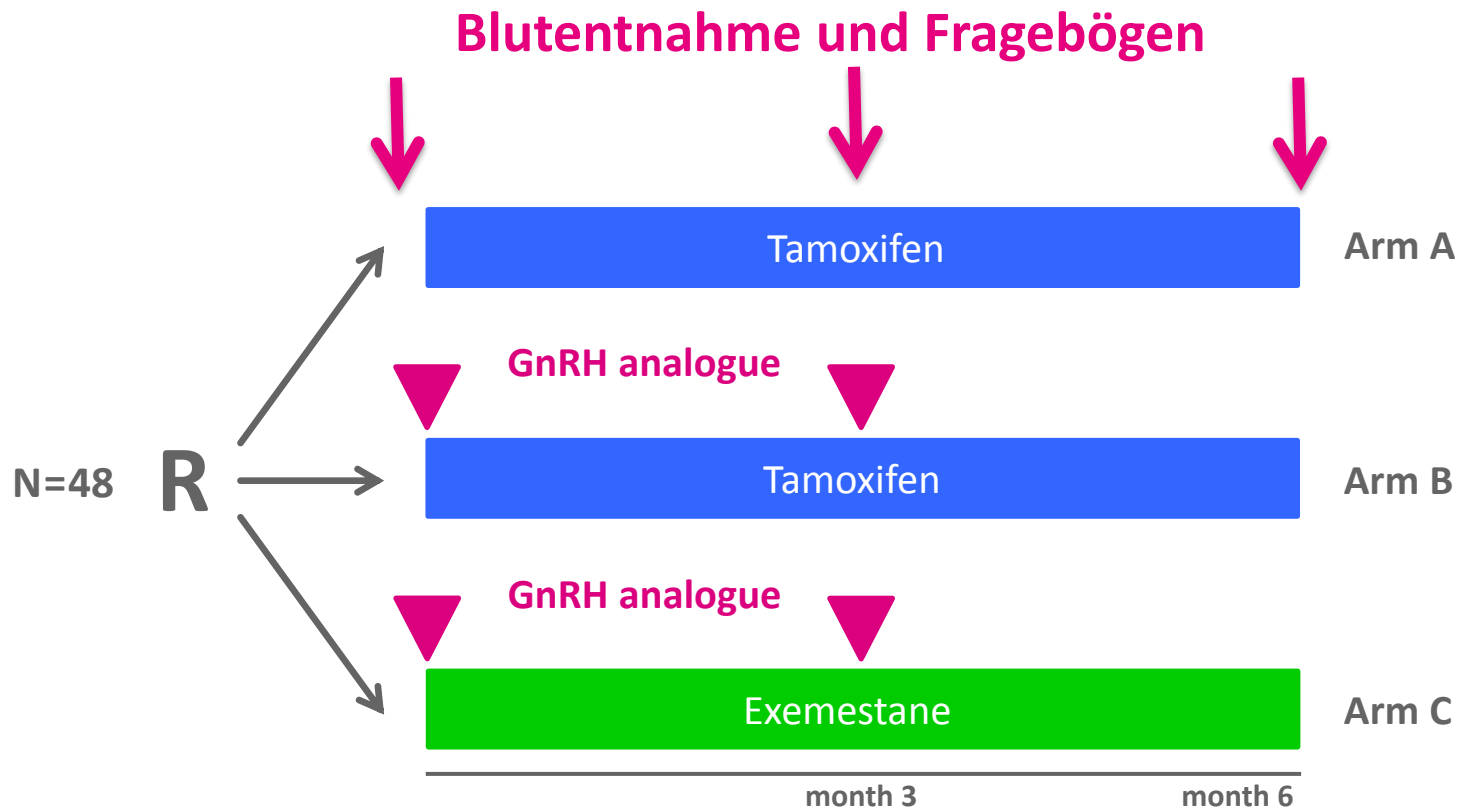 Blutentnahme und Fragebögen
Tamoxifen
Arm A
GnRH analogue
N=48 R
Tamoxifen
Arm B
GnRH analogue
Exemestane
Arm C
month 3
month 6